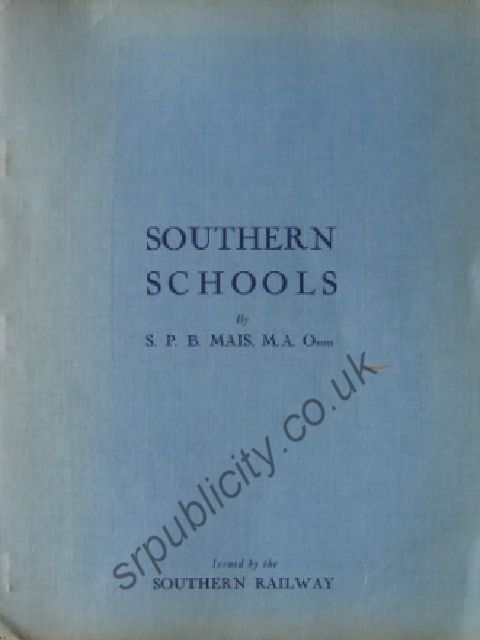 SOUTHERN
SCHOOLS
By
S. P. B. MAIS, M.A. Oxon
srpublicity.co.uk
Issued by the
SOUTHERN RAILWAY